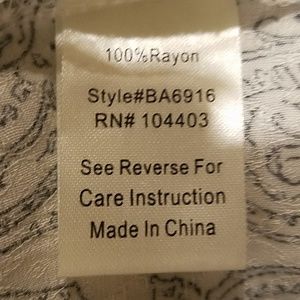 100%Rayon
Style#BA6916
RN# 104403
See Reverse For
Care Instruction
Made In China